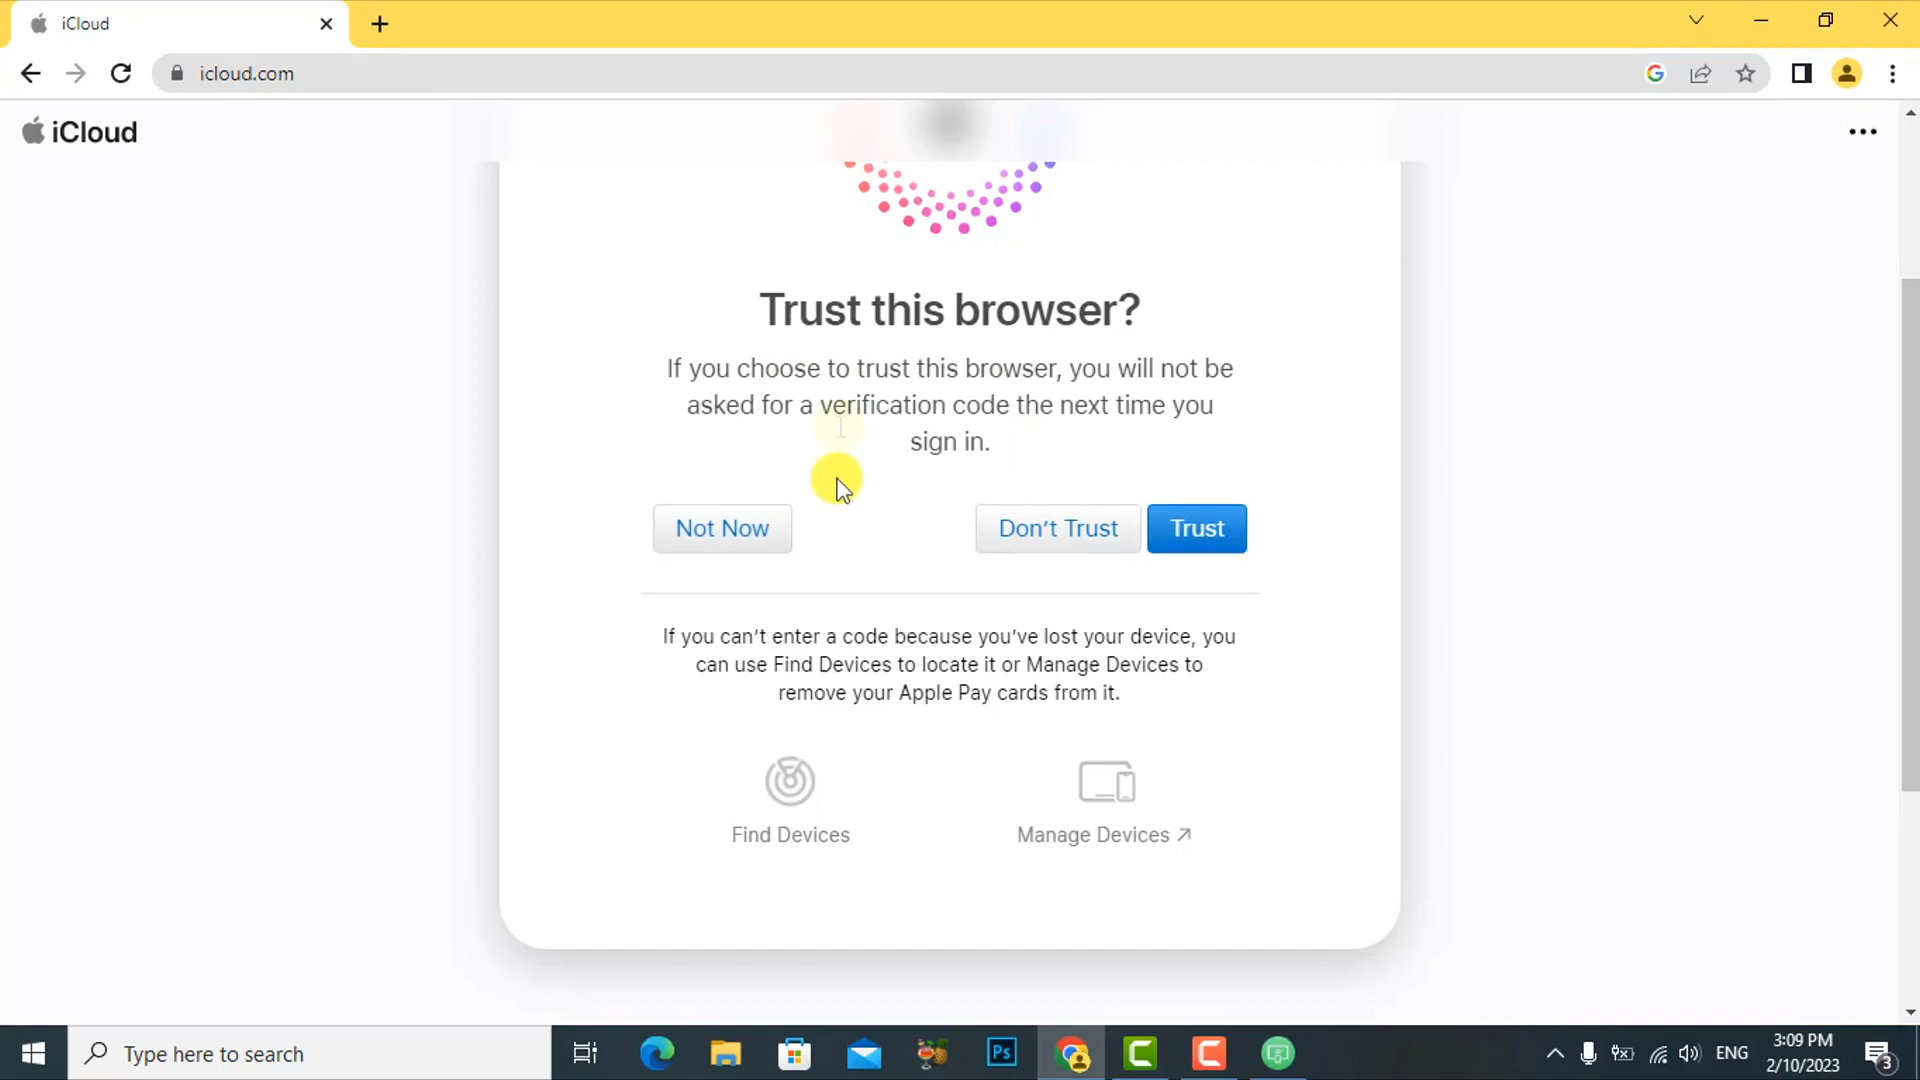 iCloud
icloud.com
iCloud
Trust this browser?
If you choose to trust this browser, you will not be
asked for a verification code the next time you
sign in.
Not Now
Don't Trust
Trust
If you can't enter a code because you've lost your device, you
can use Find Devices to locate it or Manage Devices to
remove your Apple Pay cards from it.
Find Devices
Manage Devices ↗
Type here to search
Ps
ENG
3:09 PM
2/10/2023
3